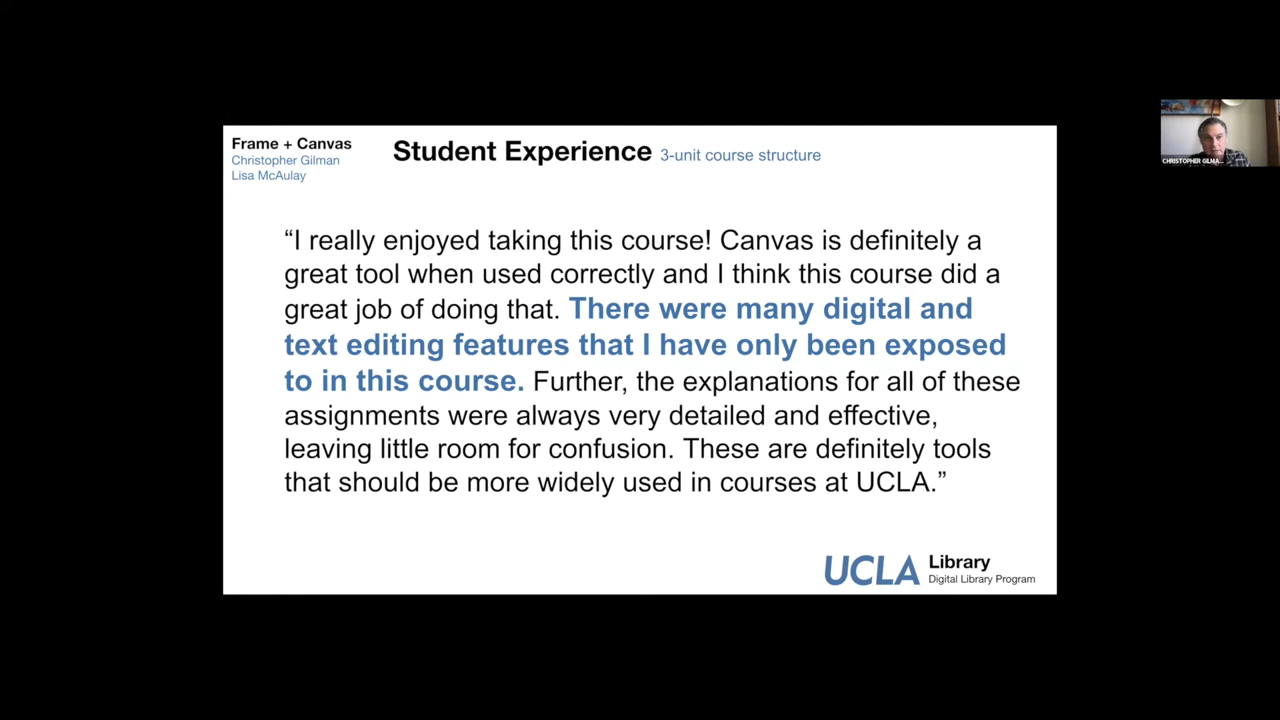 Frame + Canvas
Christopher Gilman
Lisa McAulay
Student Experience 3-unit course structure
“I really enjoyed taking this course! Canvas is definitely a
great tool when used correctly and I think this course did a
great job of doing that. There were many digital and
text editing features that I have only been exposed
to in this course. Further, the explanations for all of these
assignments were always very detailed and effective,
leaving little room for confusion. These are definitely tools
that should be more widely used in courses at UCLA.”
UCLA Library
Digital Library Program
CHRISTOPHER GILMA...